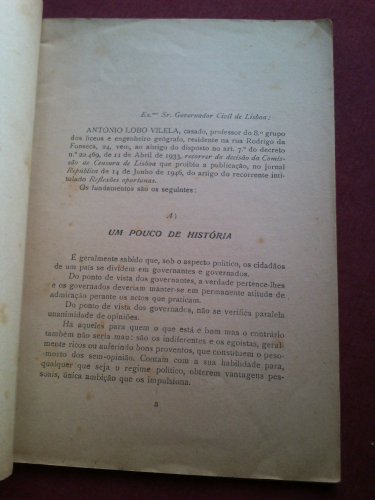 Ex.mo Sr. Governador Civil de Lisboa:
ANTÓNIO LOBO VILELA, casado, professor do 8.º grupo
dos liceus e engenheiro geógrafo, residente na rua Rodrigo da
Fonseca, 24, vem, ao abrigo do disposto no art. 7.º do decreto
n.º 22.469, de 11 de Abril de 1933, recorrer da decisão da Comis-
são de Censura de Lisboa que proibiu a publicação, no jornal
República de 14 de Junho de 1946, do artigo do recorrente inti-
tulado Reflexões oportunas.
Os fundamentos são os seguintes:
A)
UM POUCO DE HISTÓRIA
É geralmente sabido que, sob o aspecto político, os cidadãos
de um país se dividem em governantes e governados.
Do ponto de vista dos governantes, a verdade pertence-lhes
e os governados deveriam manter-se em permanente atitude de
admiração perante os actos que praticam.
Do ponto de vista dos governados, não se verifica paralela
unanimidade de opiniões.
Há aqueles para quem o que está é bom mas o contrário
também não seria mau: são os indiferentes e os egoístas, geral-
mente ricos ou auferindo bons proventos, que constituem o peso-
morto dos sem-opinião. Contam com a sua habilidade para,
qualquer que seja o regime político, obterem vantagens pes-
soais, única ambição que os impulsiona.